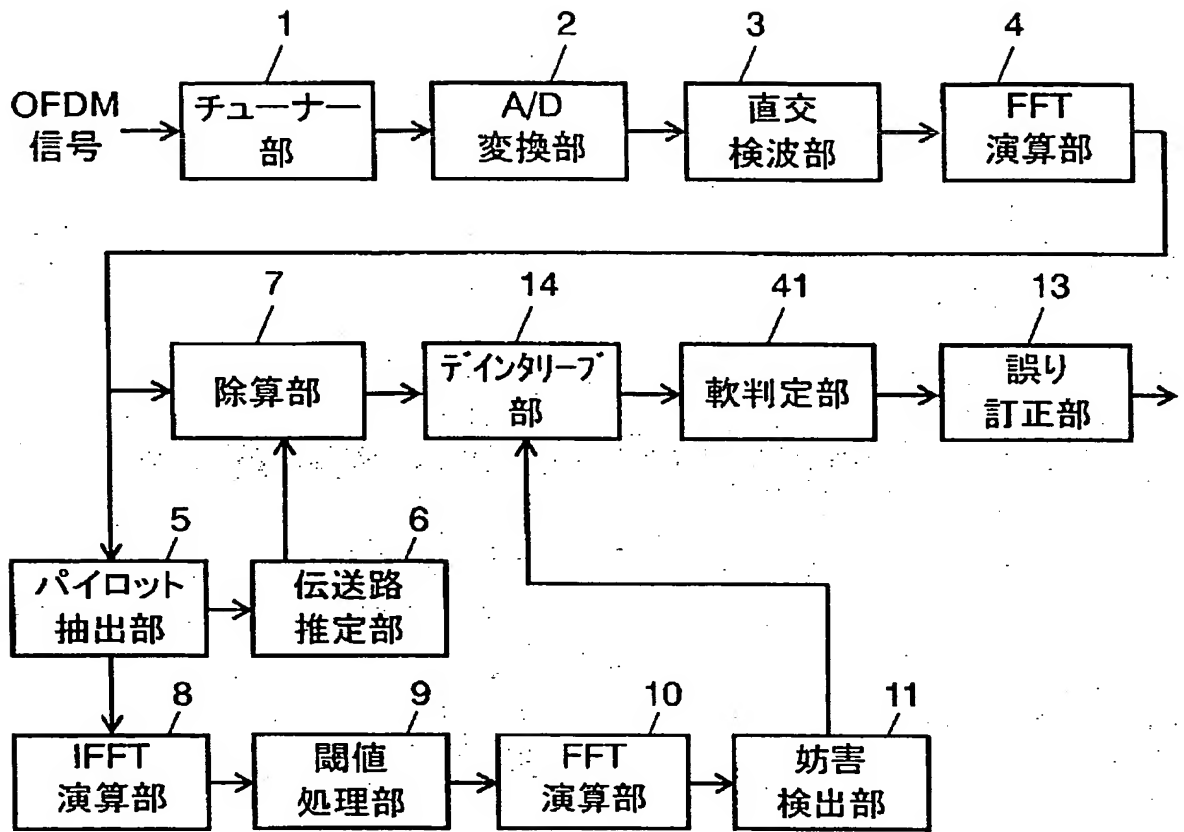 1
2
3
4
OFDM
信号
チューナー
部
A/D
変換部
直交
検波部
FFT
演算部
7
14
41
13
除算部
デインタリーブ
部
軟判定部
誤り
訂正部
5
6
パイロット
抽出部
伝送路
推定部
8
9
10
11
IFFT
演算部
閾値
処理部
FFT
演算部
妨害
検出部